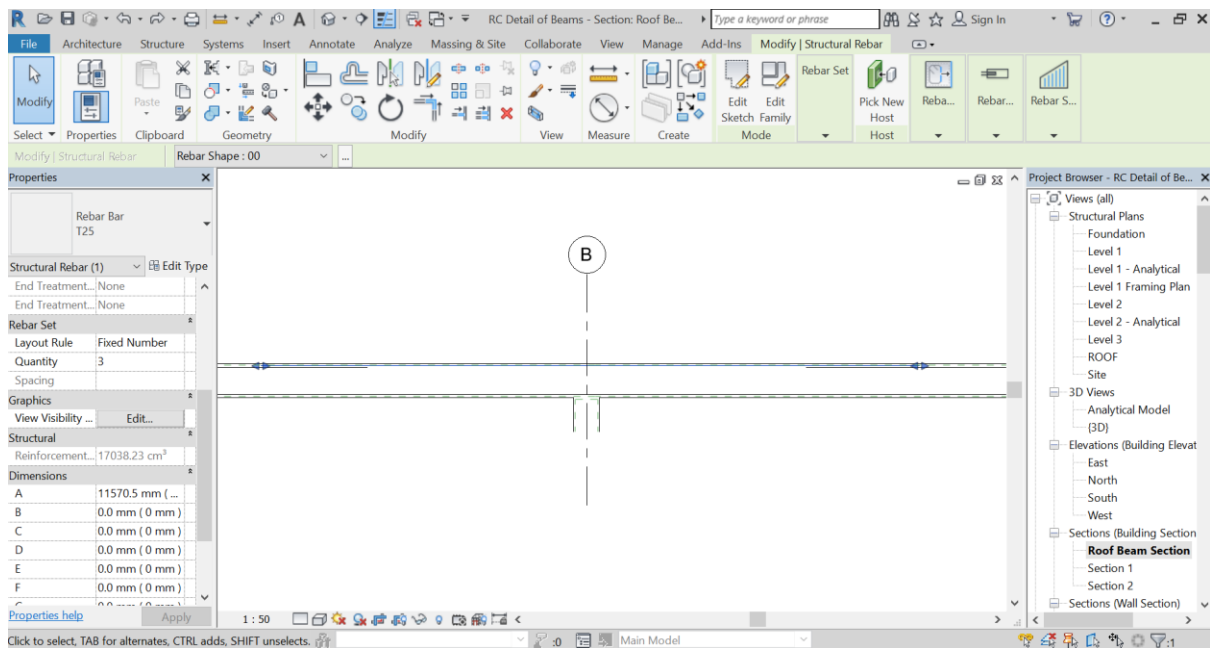 R A RC Detail of Beams - Section: Roof Be... Type a keyword or phrase Sign In
File Architecture Structure Systems Insert Annotate Analyze Massing & Site Collaborate View Manage Add-Ins Modify | Structural Rebar
Modify Paste Edit Sketch Edit Family Rebar Set Pick New Host Reba... Rebar... Rebar S...
Select Properties Clipboard Geometry Modify View Measure Create Mode Host
Modify | Structural Rebar Rebar Shape : 00 ...
Properties
Rebar Bar
T25
Structural Rebar (1) Edit Type
End Treatment... None
End Treatment... None
Rebar Set
Layout Rule Fixed Number
Quantity 3
Spacing
Graphics
View Visibility ... Edit...
Structural
Reinforcement... 17038.23 cm³
Dimensions
A 11570.5 mm ( ...
B 0.0 mm ( 0 mm )
C 0.0 mm ( 0 mm )
D 0.0 mm ( 0 mm )
E 0.0 mm ( 0 mm )
F 0.0 mm ( 0 mm )
Properties help Apply
B
1 : 50
Project Browser - RC Detail of Be...
Views (all)
Structural Plans
Foundation
Level 1
Level 1 - Analytical
Level 1 Framing Plan
Level 2
Level 2 - Analytical
Level 3
ROOF
Site
3D Views
Analytical Model
{3D}
Elevations (Building Elevat
East
North
South
West
Sections (Building Section
Roof Beam Section
Section 1
Section 2
Sections (Wall Section)
Click to select, TAB for alternates, CTRL adds, SHIFT unselects. :0 Main Model :1